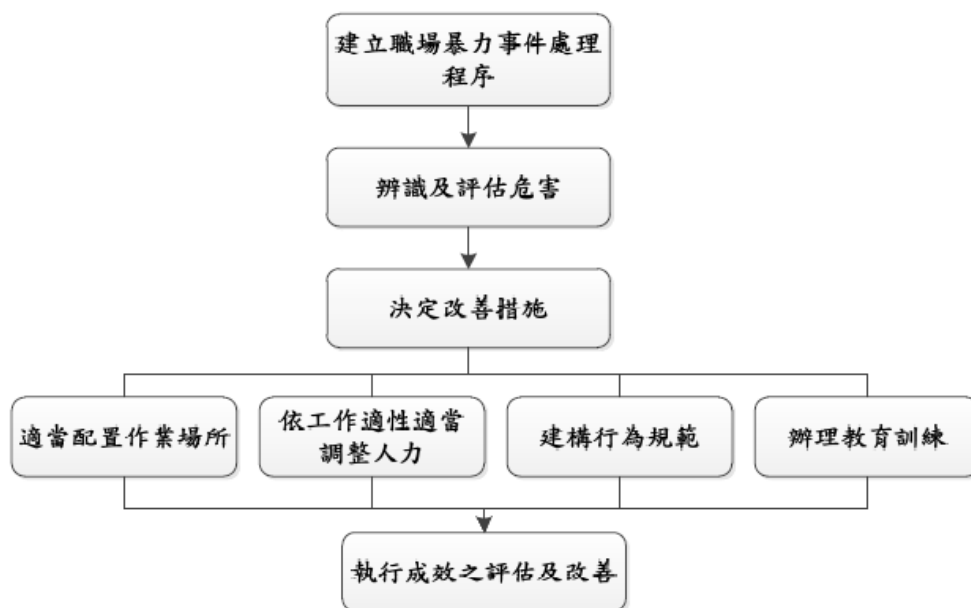 建立職場暴力事件處理
程序
辨識及評估危害
決定改善措施
適當配置作業場所
依工作適性適當
調整人力
建構行為規範
辦理教育訓練
執行成效之評估及改善